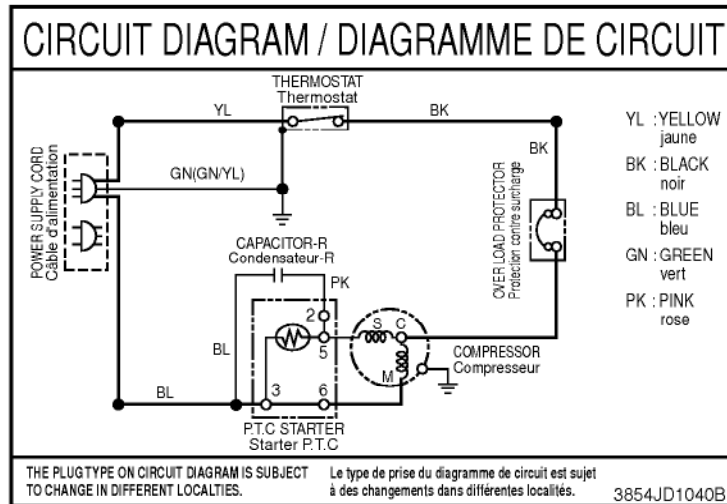 CIRCUIT DIAGRAM / DIAGRAMME DE CIRCUIT
THERMOSTAT
Thermostat
YL
BK
YL : YELLOW
jaune
BK : BLACK
noir
BL : BLUE
bleu
GN : GREEN
vert
PK : PINK
rose
BK
POWER SUPPLY CORD
Câble d'alimentation
GN(GN/YL)
OVER LOAD PROTECTOR
Protection contre surcharge
CAPACITOR-R
Condensateur-R
PK
2
S
C
5
BL
M
COMPRESSOR
Compresseur
BL
3
6
P.T.C STARTER
Starter P.T.C
THE PLUG TYPE ON CIRCUIT DIAGRAM IS SUBJECT
TO CHANGE IN DIFFERENT LOCALTIES.
Le type de prise du diagramme de circuit est sujet
à des changements dans différentes localités.
3854JD1040B